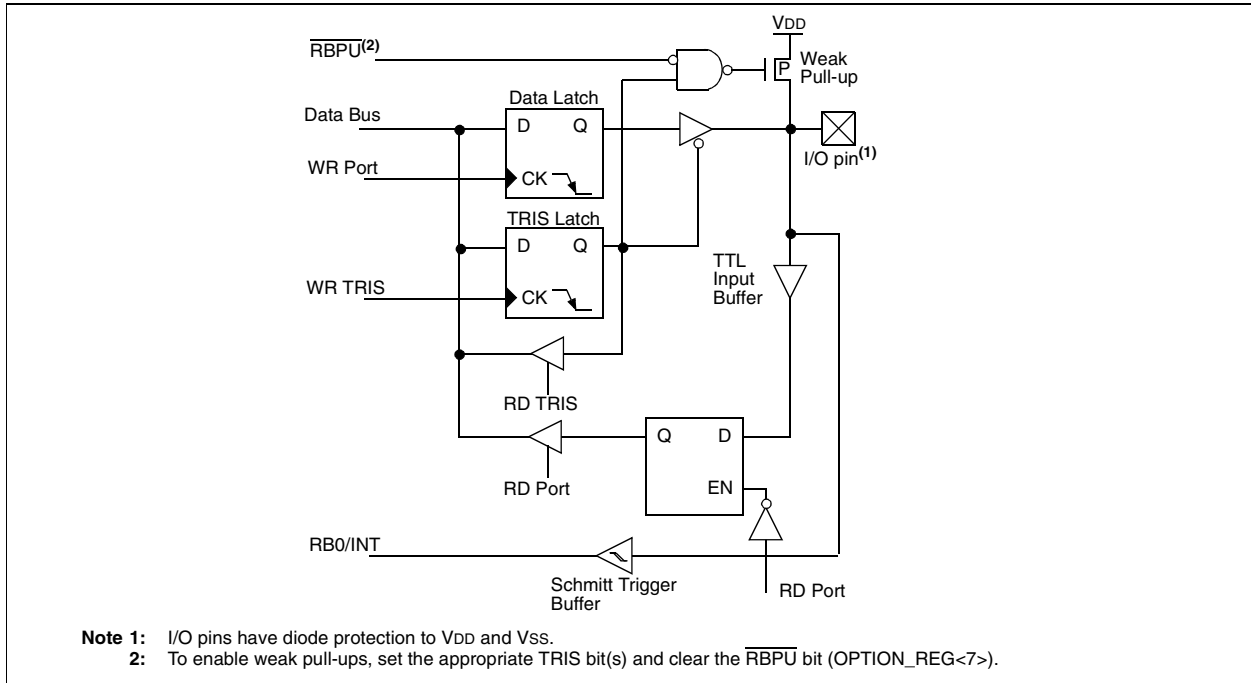 VDD
RBPU(2)
P
Weak
Pull-up
Data Latch
Data Bus
D
Q
I/O pin(1)
WR Port
CK
TRIS Latch
D
Q
TTL
Input
Buffer
WR TRIS
CK
RD TRIS
Q
D
RD Port
EN
RB0/INT
Schmitt Trigger
Buffer
RD Port
Note 1: I/O pins have diode protection to VDD and VSS.
2: To enable weak pull-ups, set the appropriate TRIS bit(s) and clear the RBPU bit (OPTION_REG<7>).